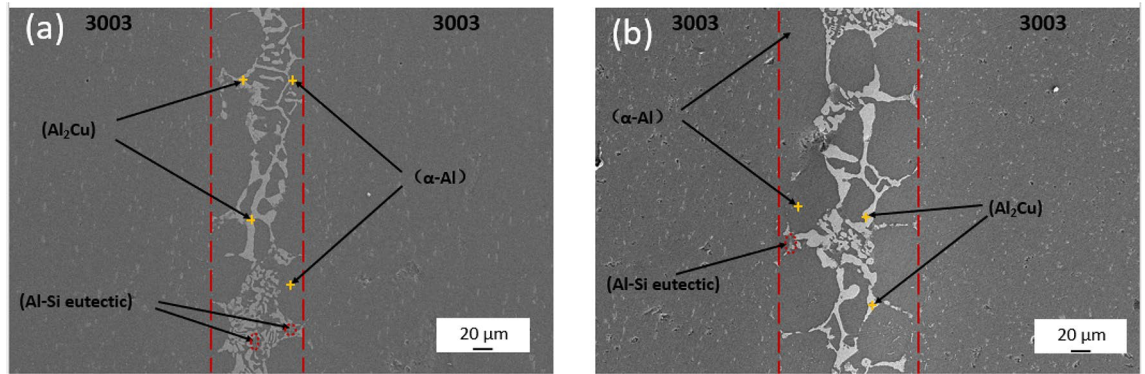 (a)
3003
3003
(Al₂Cu)
(α-Al)
(Al-Si eutectic)
20 μm
(b)
3003
3003
(α-Al)
(Al₂Cu)
(Al-Si eutectic)
20 μm